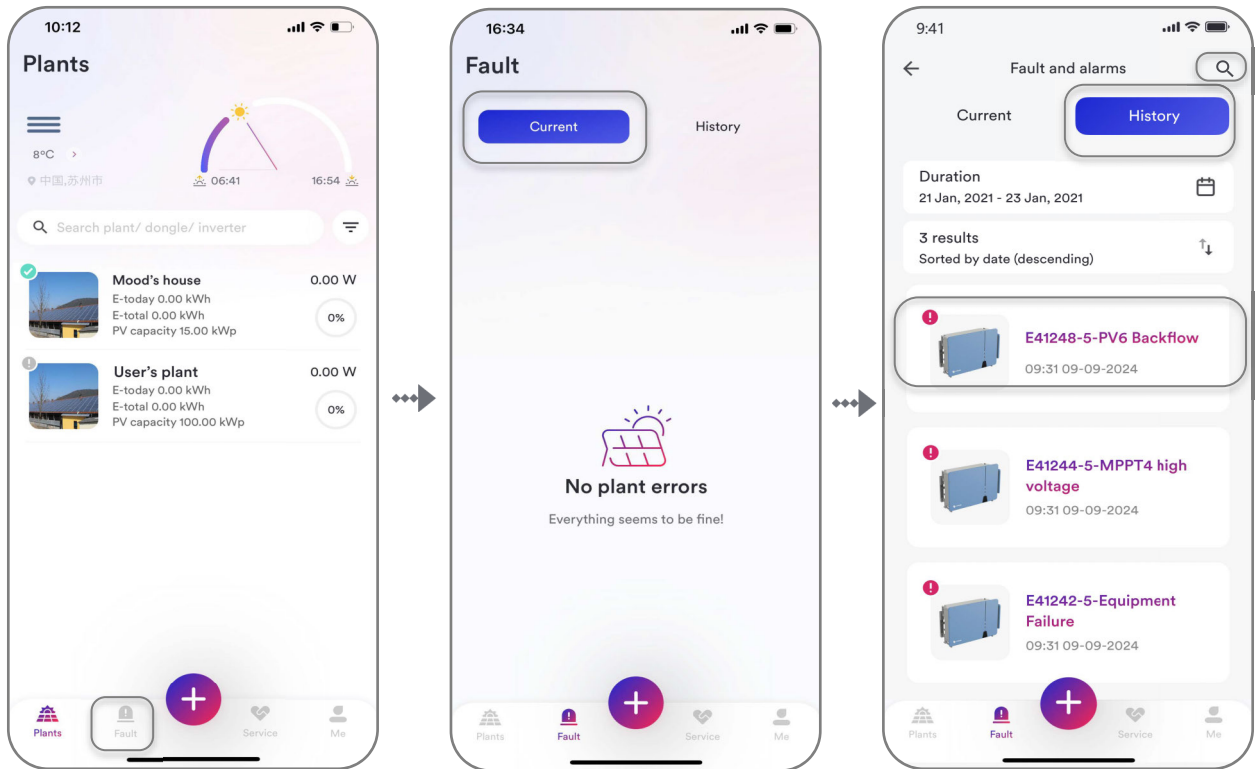 10:12
Plants
8°C >
中国,苏州市
06:41
16:54
Search plant/ dongle/ inverter
Mood's house
0.00 W
E-today 0.00 kWh
E-total 0.00 kWh
PV capacity 15.00 kWp
0%
User's plant
0.00 W
E-today 0.00 kWh
E-total 0.00 kWh
PV capacity 100.00 kWp
0%
Plants
Fault
Service
Me
16:34
Fault
Current
History
No plant errors
Everything seems to be fine!
Plants
Fault
Service
Me
9:41
Fault and alarms
Current
History
Duration
21 Jan, 2021 - 23 Jan, 2021
3 results
Sorted by date (descending)
E41248-5-PV6 Backflow
09:31 09-09-2024
E41244-5-MPPT4 high
voltage
09:31 09-09-2024
E41242-5-Equipment
Failure
09:31 09-09-2024
Plants
Fault
Service
Me